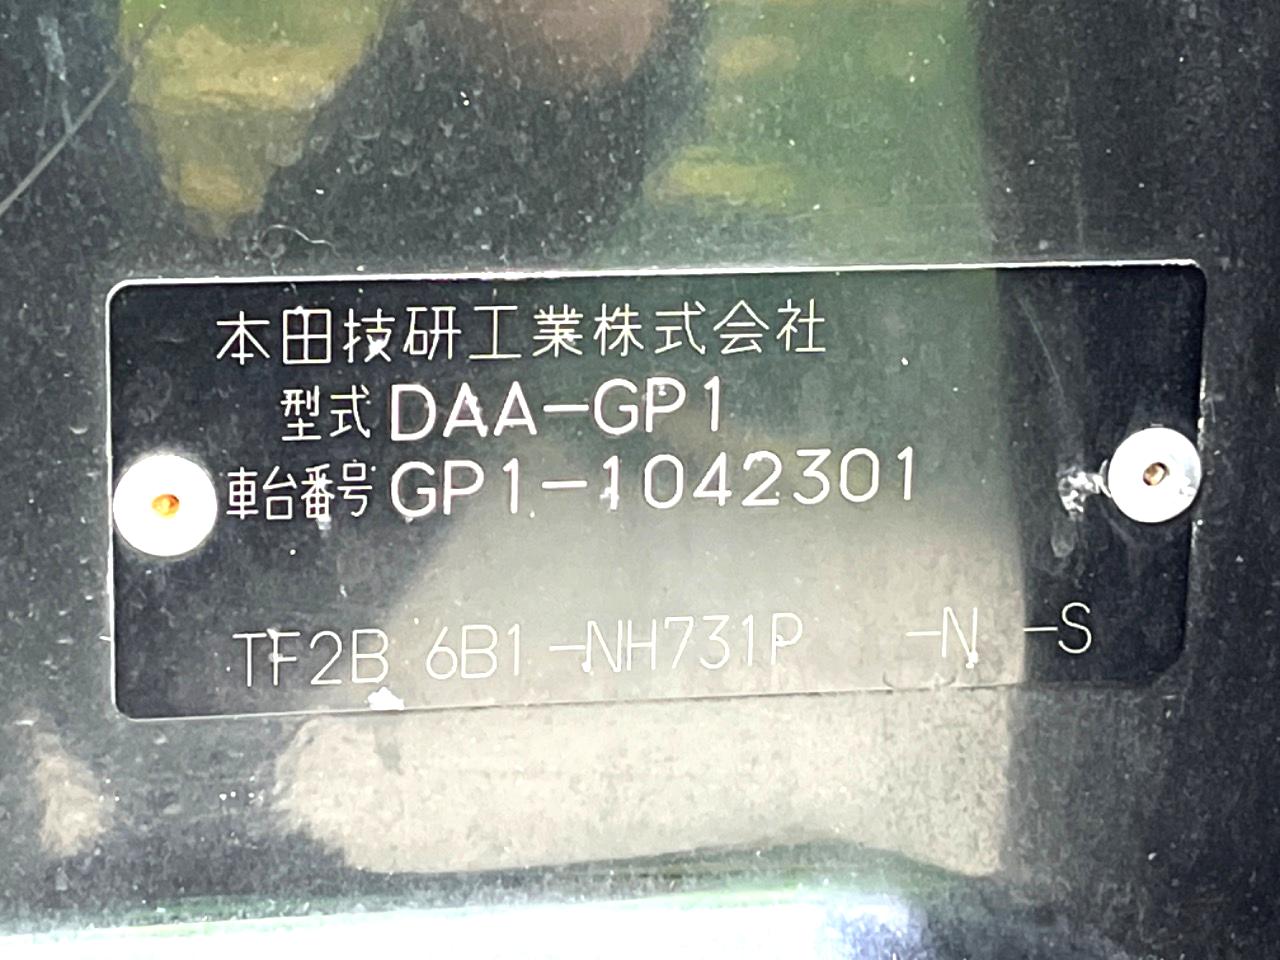 本田技研工業株式会社
型式 DAA-GP1
車台番号 GP1-1042301
TF2B 6B1-NH731P -N -S